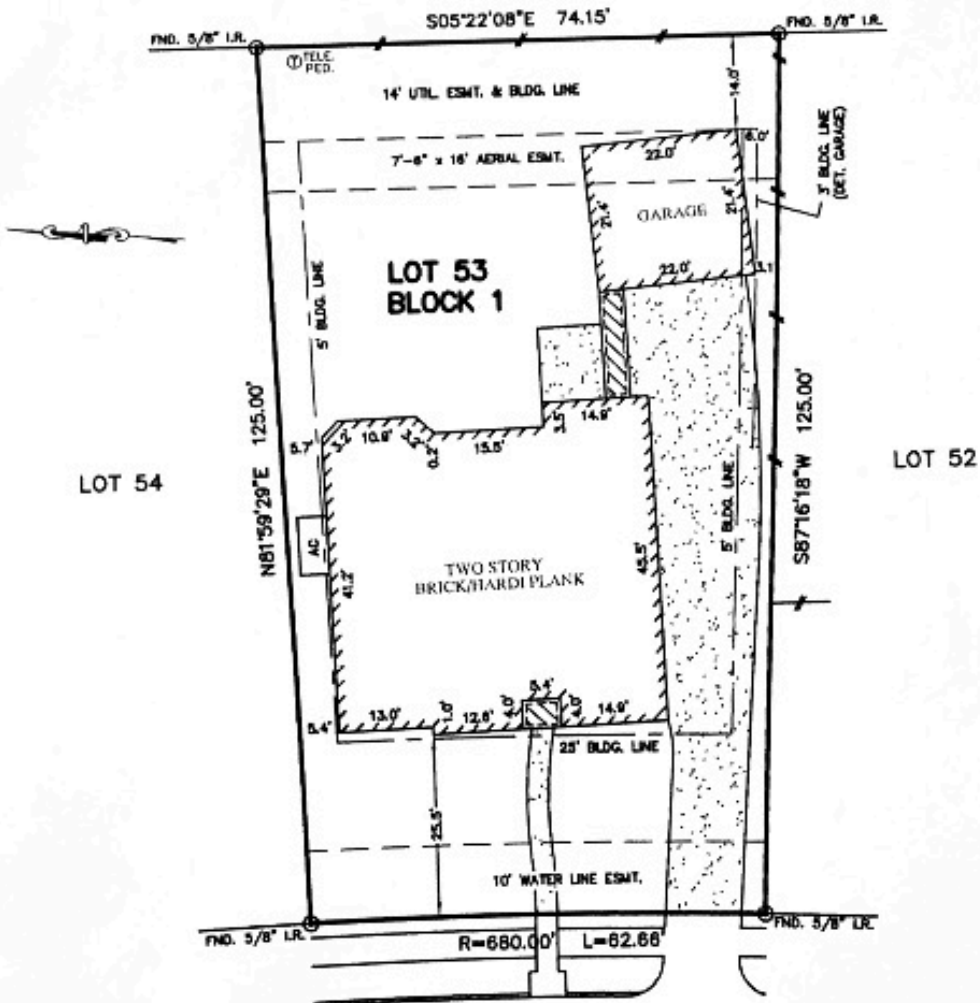 S05°22'08"E 74.15'
FND. 5/8" I.R.
FND. 5/8" I.R.
TELE.
PED.
T
14' UTIL. ESMT. & BLDG. LINE
14.0'
7'-6" x 16' AERIAL ESMT.
22.0'
6.0'
3' BLDG. LINE
(DET. GARAGE)
21.4'
GARAGE
21.4'
22.0'
3.1
LOT 53
BLOCK 1
5' BLDG. LINE
N81°59'29"E 125.00'
S87°16'18"W 125.00'
LOT 54
LOT 52
5.7'
3.2'
10.9'
3.2'
0.2'
15.5'
3.5'
14.9'
AC
41.2'
TWO STORY
BRICK/HARDI PLANK
45.5'
5' BLDG. LINE
5.4'
13.0'
1.0'
12.6'
4.0'
5.4'
4.0'
14.9'
25' BLDG. LINE
25.5'
10' WATER LINE ESMT.
FND. 5/8" I.R.
R=680.00' L=62.66'
FND. 5/8" I.R.